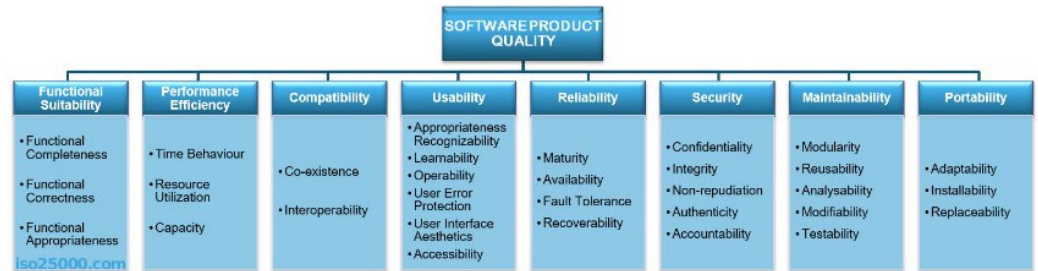 SOFTWARE PRODUCT
QUALITY
Functional
Suitability
• Functional
Completeness
• Functional
Correctness
• Functional
Appropriateness
Performance
Efficiency
• Time Behaviour
• Resource
Utilization
• Capacity
Compatibility
• Co-existence
• Interoperability
Usability
• Appropriateness
Recognizability
• Learnability
• Operability
• User Error
Protection
• User Interface
Aesthetics
• Accessibility
Reliability
• Maturity
• Availability
• Fault Tolerance
• Recoverability
Security
• Confidentiality
• Integrity
• Non-repudiation
• Authenticity
• Accountability
Maintainability
• Modularity
• Reusability
• Analysability
• Modifiability
• Testability
Portability
• Adaptability
• Installability
• Replaceability
iso25000.com